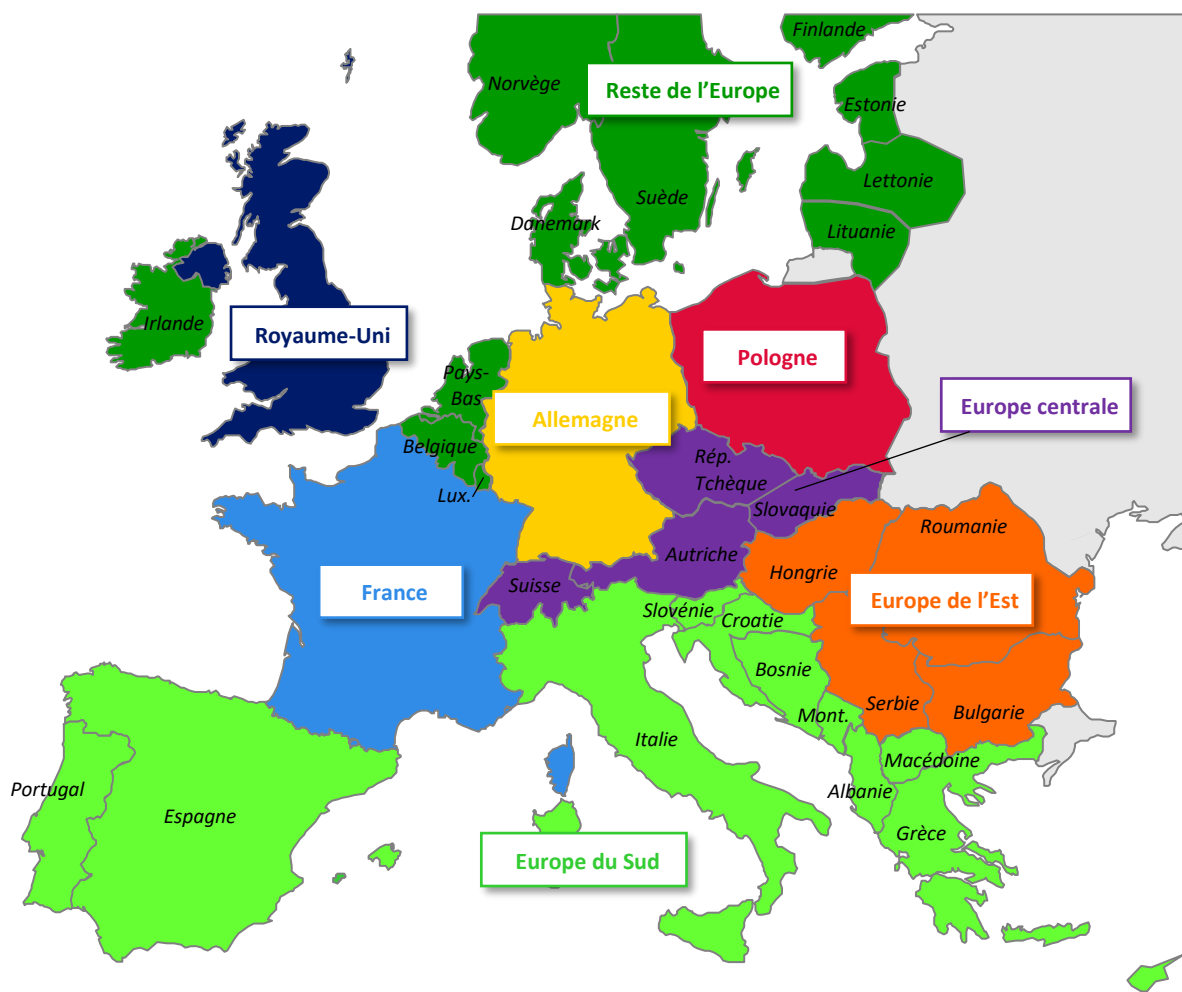 Finlande
Norvège
Reste de l’Europe
Estonie
Lettonie
Suède
Danemark
Lituanie
Irlande
Royaume-Uni
Pologne
Pays-
Bas
Europe centrale
Allemagne
Belgique
Rép.
Tchèque
Lux.
Slovaquie
Roumanie
Autriche
Hongrie
Suisse
France
Europe de l’Est
Slovénie
Croatie
Bosnie
Serbie
Bulgarie
Mont.
Italie
Macédoine
Portugal
Albanie
Espagne
Grèce
Europe du Sud